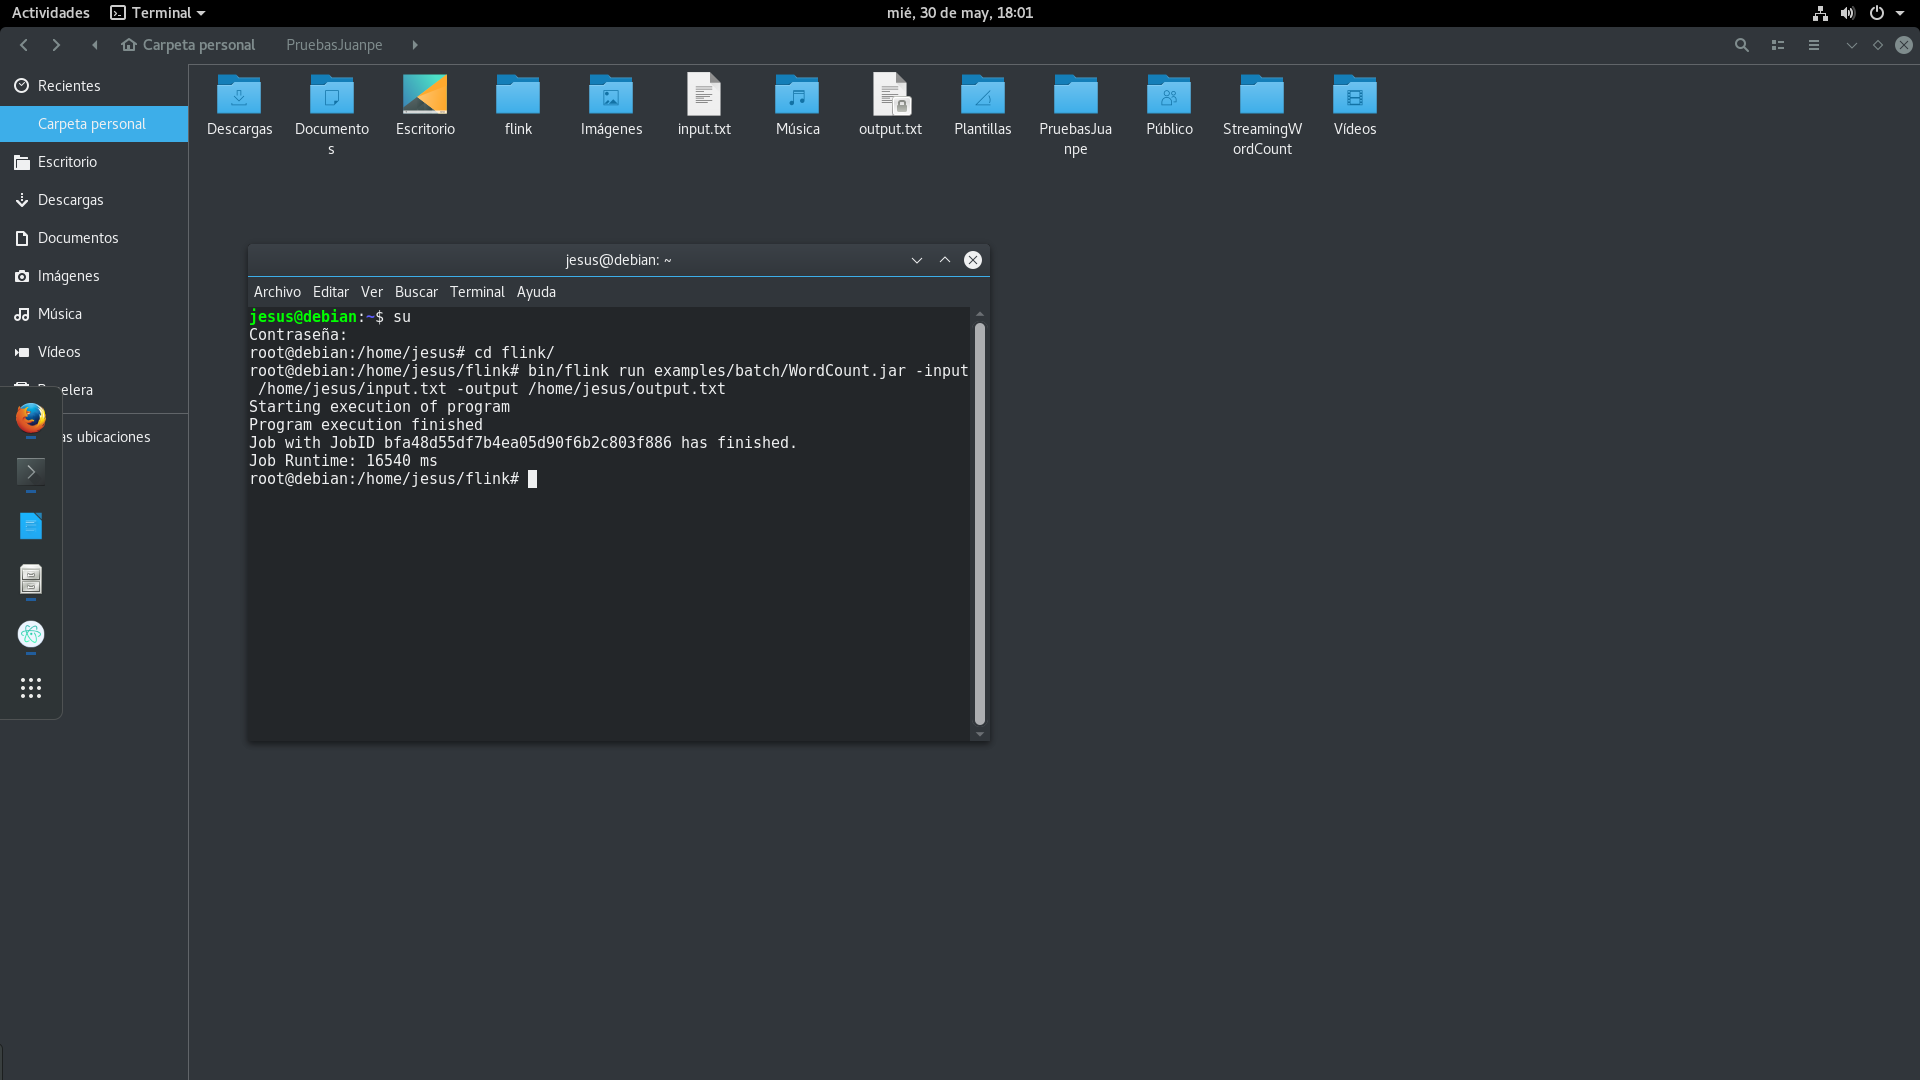 Actividades Terminal mié, 30 de may, 18:01
Carpeta personal PruebasJuanpe
Recientes
Carpeta personal
Escritorio
Descargas
Documentos
Imágenes
Música
Vídeos
elera
as ubicaciones
Descargas Documento Escritorio flink Imágenes input.txt Música output.txt Plantillas PruebasJua Público StreamingW Vídeos
s npe ordCount
jesus@debian: ~
Archivo Editar Ver Buscar Terminal Ayuda
jesus@debian:~$ su
Contraseña:
root@debian:/home/jesus# cd flink/
root@debian:/home/jesus/flink# bin/flink run examples/batch/WordCount.jar -input
/home/jesus/input.txt -output /home/jesus/output.txt
Starting execution of program
Program execution finished
Job with JobID bfa48d55df7b4ea05d90f6b2c803f886 has finished.
Job Runtime: 16540 ms
root@debian:/home/jesus/flink#